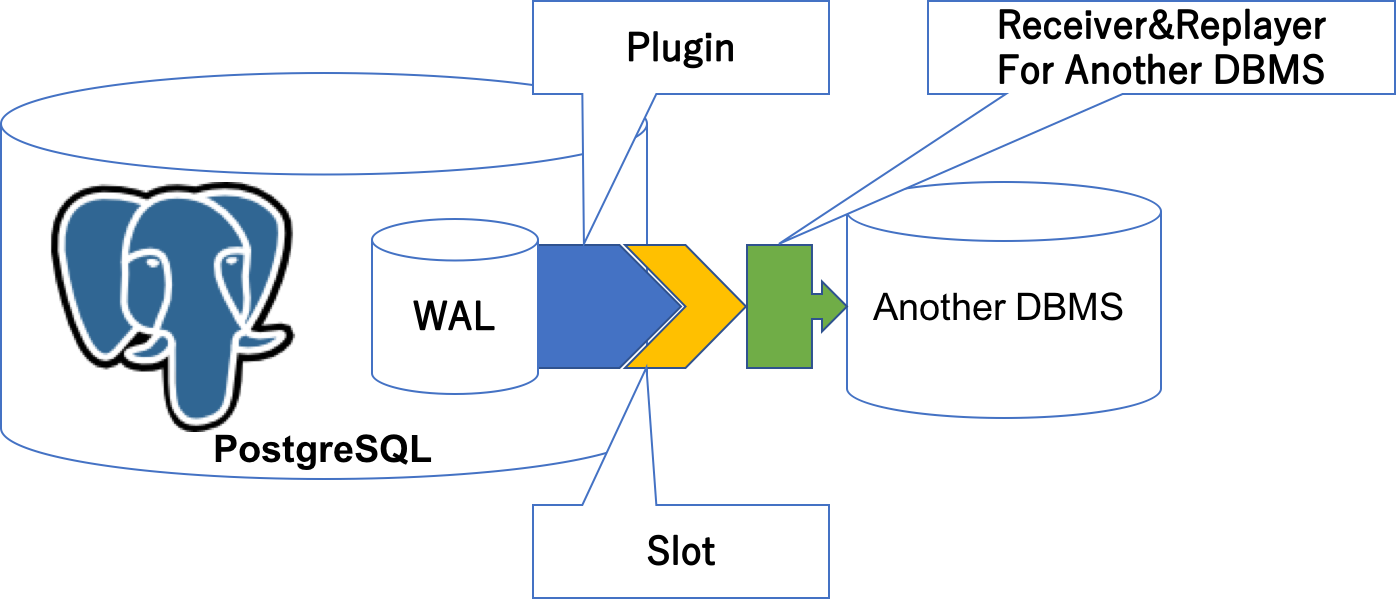 Plugin
Receiver&Replayer
For Another DBMS
WAL
Another DBMS
PostgreSQL
Slot